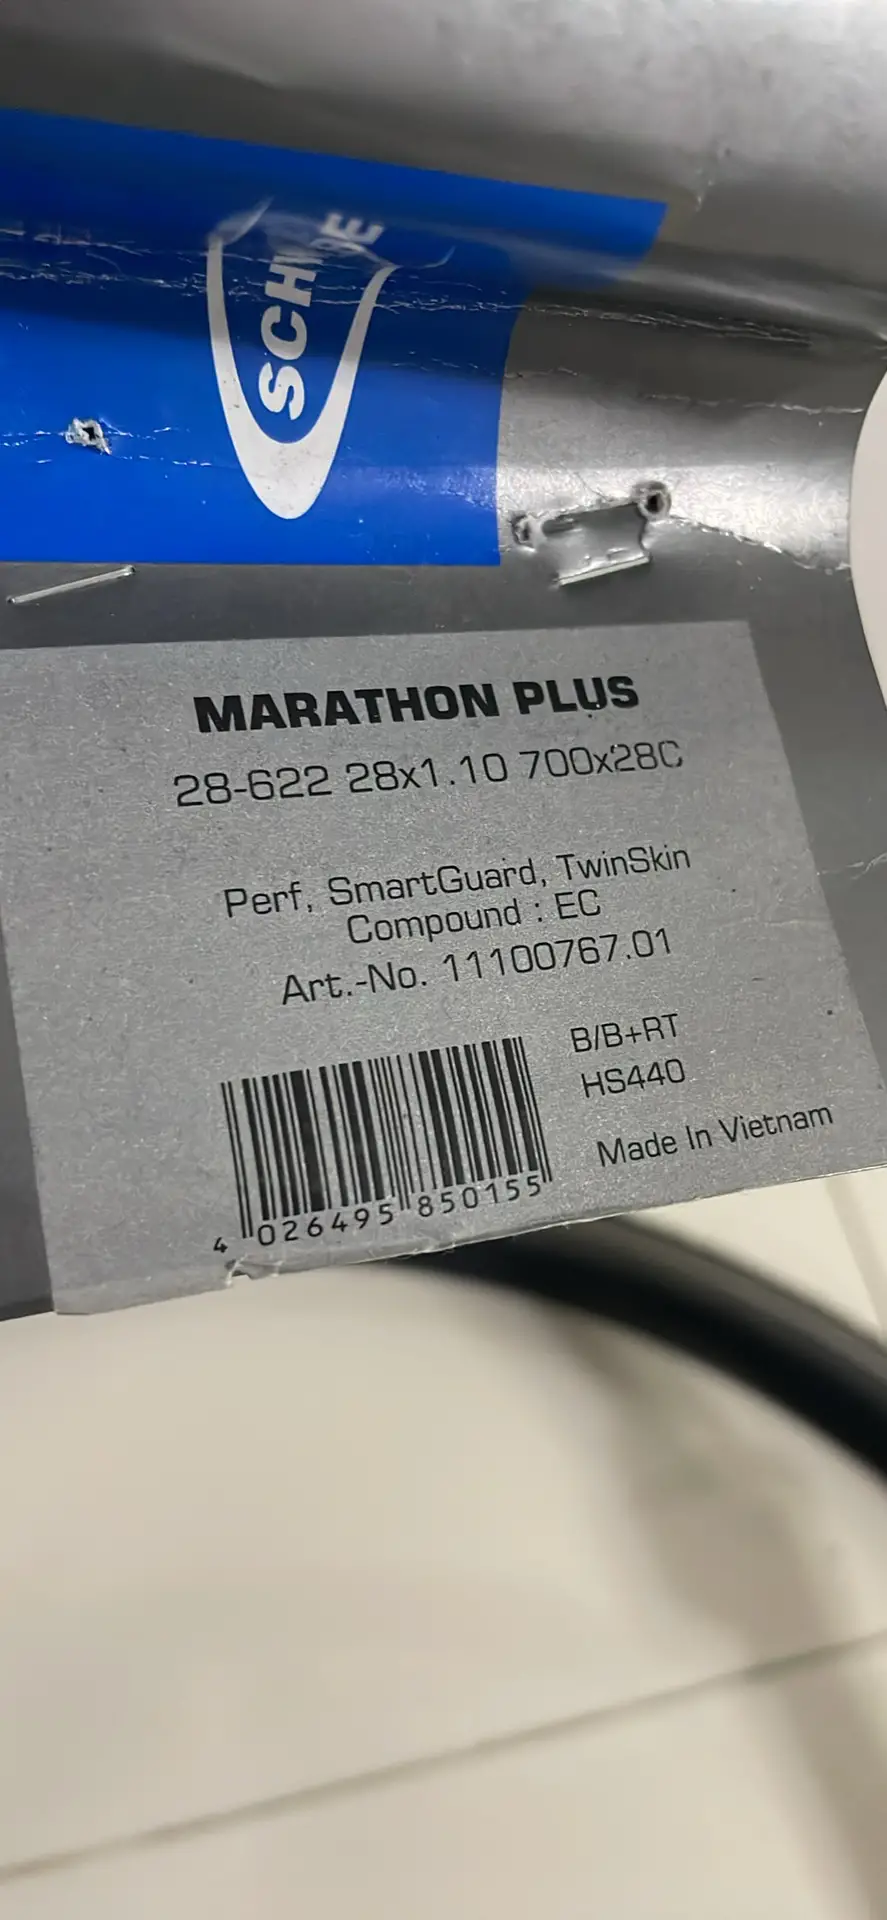 SCHWALBE
MARATHON PLUS
28-622 28x1.10 700x28C
Perf, SmartGuard, TwinSkin
Compound : EC
Art.-No. 11100767.01
B/B+RT
HS440
Made In Vietnam
4 026495 850155